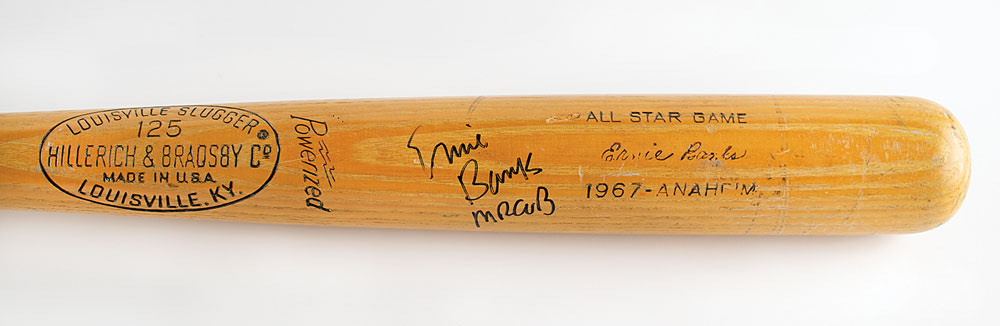 LOUISVILLE SLUGGER
125
HILLERICH & BRADSBY Cº
MADE IN U.S.A.
LOUISVILLE, KY.
Powerized
Ernie
Banks
MR CUB
ALL STAR GAME
Ernie Banks
1967-ANAHEIM